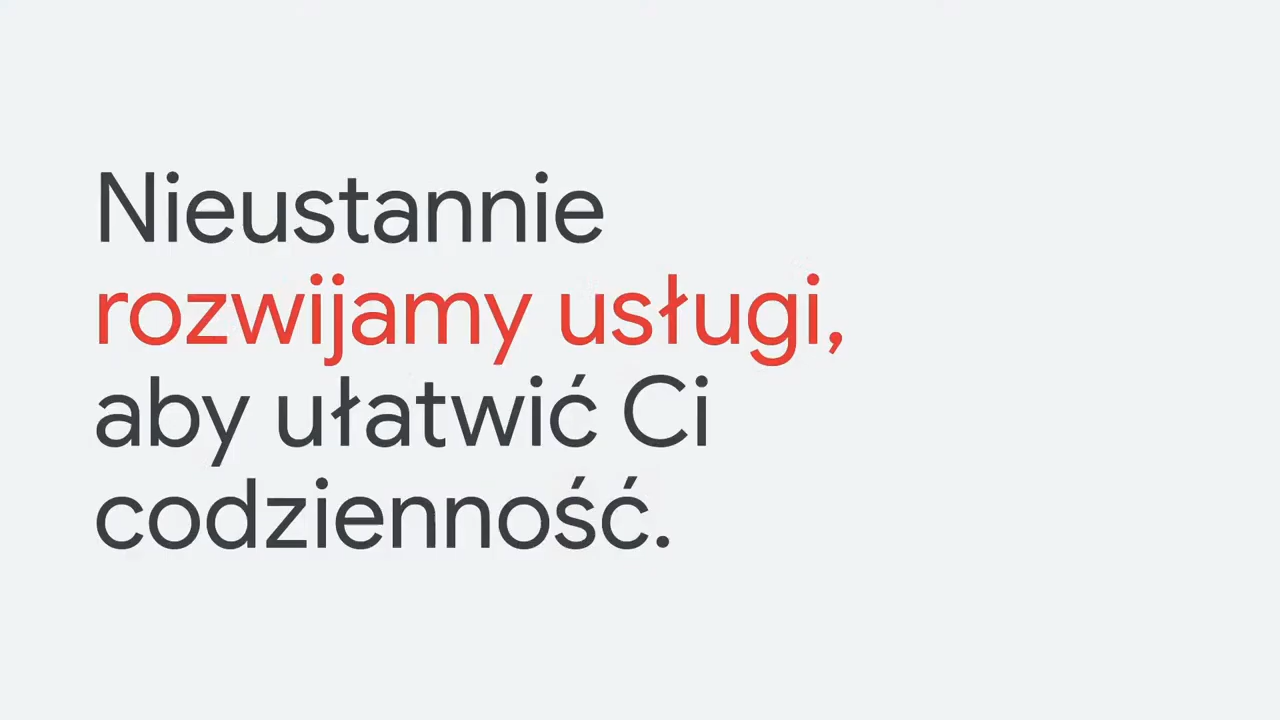 Nieustannie
rozwijamy usługi,
aby ułatwić Ci
codzienność.